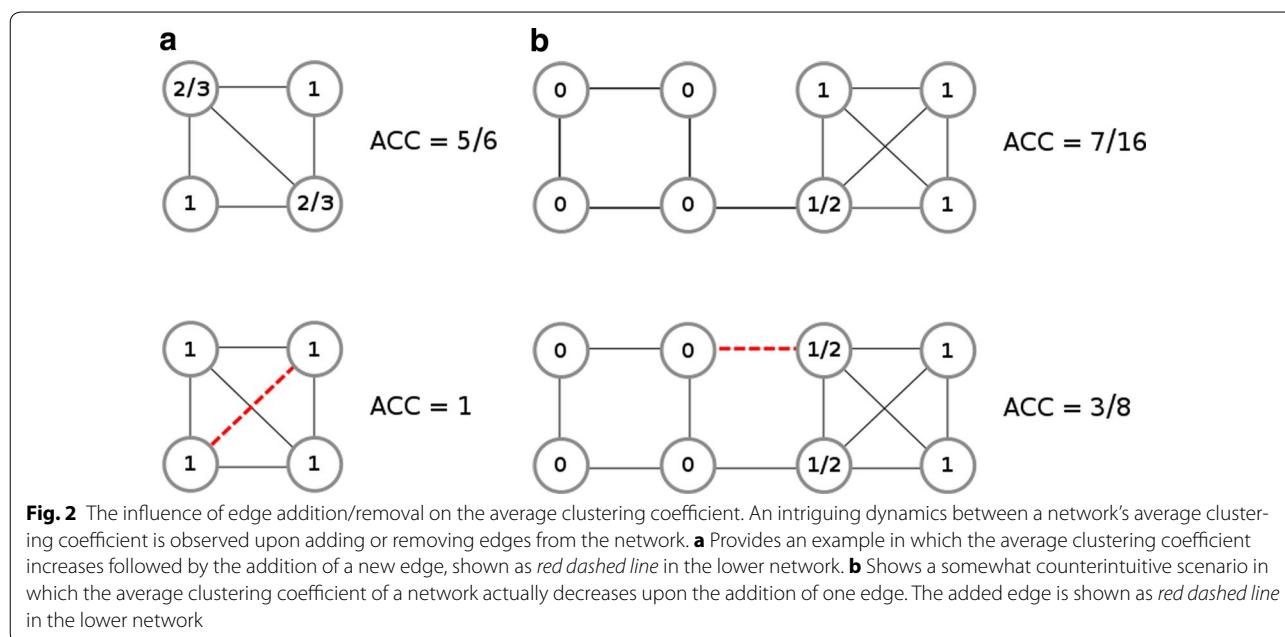 a
b
2/3 1
ACC = 5/6
1 2/3
0 0 1 1
ACC = 7/16
0 0 1/2 1
1 1
ACC = 1
1 1
0 0 1/2 1
ACC = 3/8
0 0 1/2 1
Fig. 2 The influence of edge addition/removal on the average clustering coefficient. An intriguing dynamics between a network's average cluster-
ing coefficient is observed upon adding or removing edges from the network. a Provides an example in which the average clustering coefficient
increases followed by the addition of a new edge, shown as red dashed line in the lower network. b Shows a somewhat counterintuitive scenario in
which the average clustering coefficient of a network actually decreases upon the addition of one edge. The added edge is shown as red dashed line
in the lower network